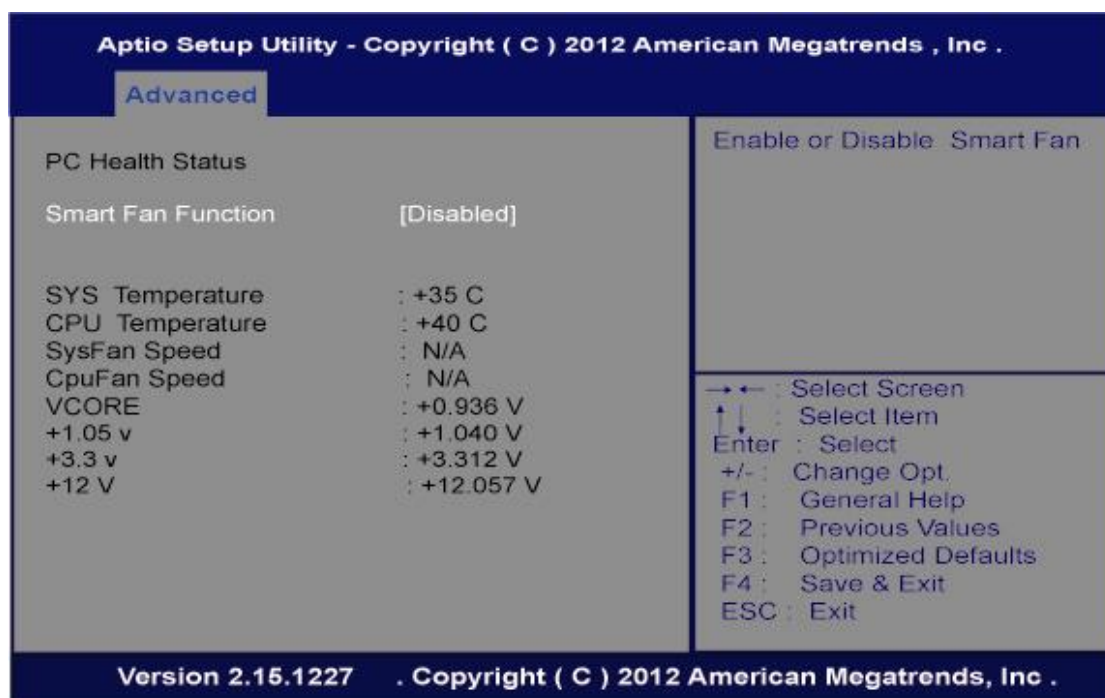 Aptio Setup Utility - Copyright ( C ) 2012 American Megatrends , Inc .
Advanced
PC Health Status
Smart Fan Function [Disabled]
SYS Temperature : +35 C
CPU Temperature : +40 C
SysFan Speed : N/A
CpuFan Speed : N/A
VCORE : +0.936 V
+1.05 v : +1.040 V
+3.3 v : +3.312 V
+12 V : +12.057 V
Enable or Disable Smart Fan
→ ← : Select Screen
↑ ↓ : Select Item
Enter : Select
+/- : Change Opt.
F1 : General Help
F2 : Previous Values
F3 : Optimized Defaults
F4 : Save & Exit
ESC : Exit
Version 2.15.1227 . Copyright ( C ) 2012 American Megatrends, Inc .